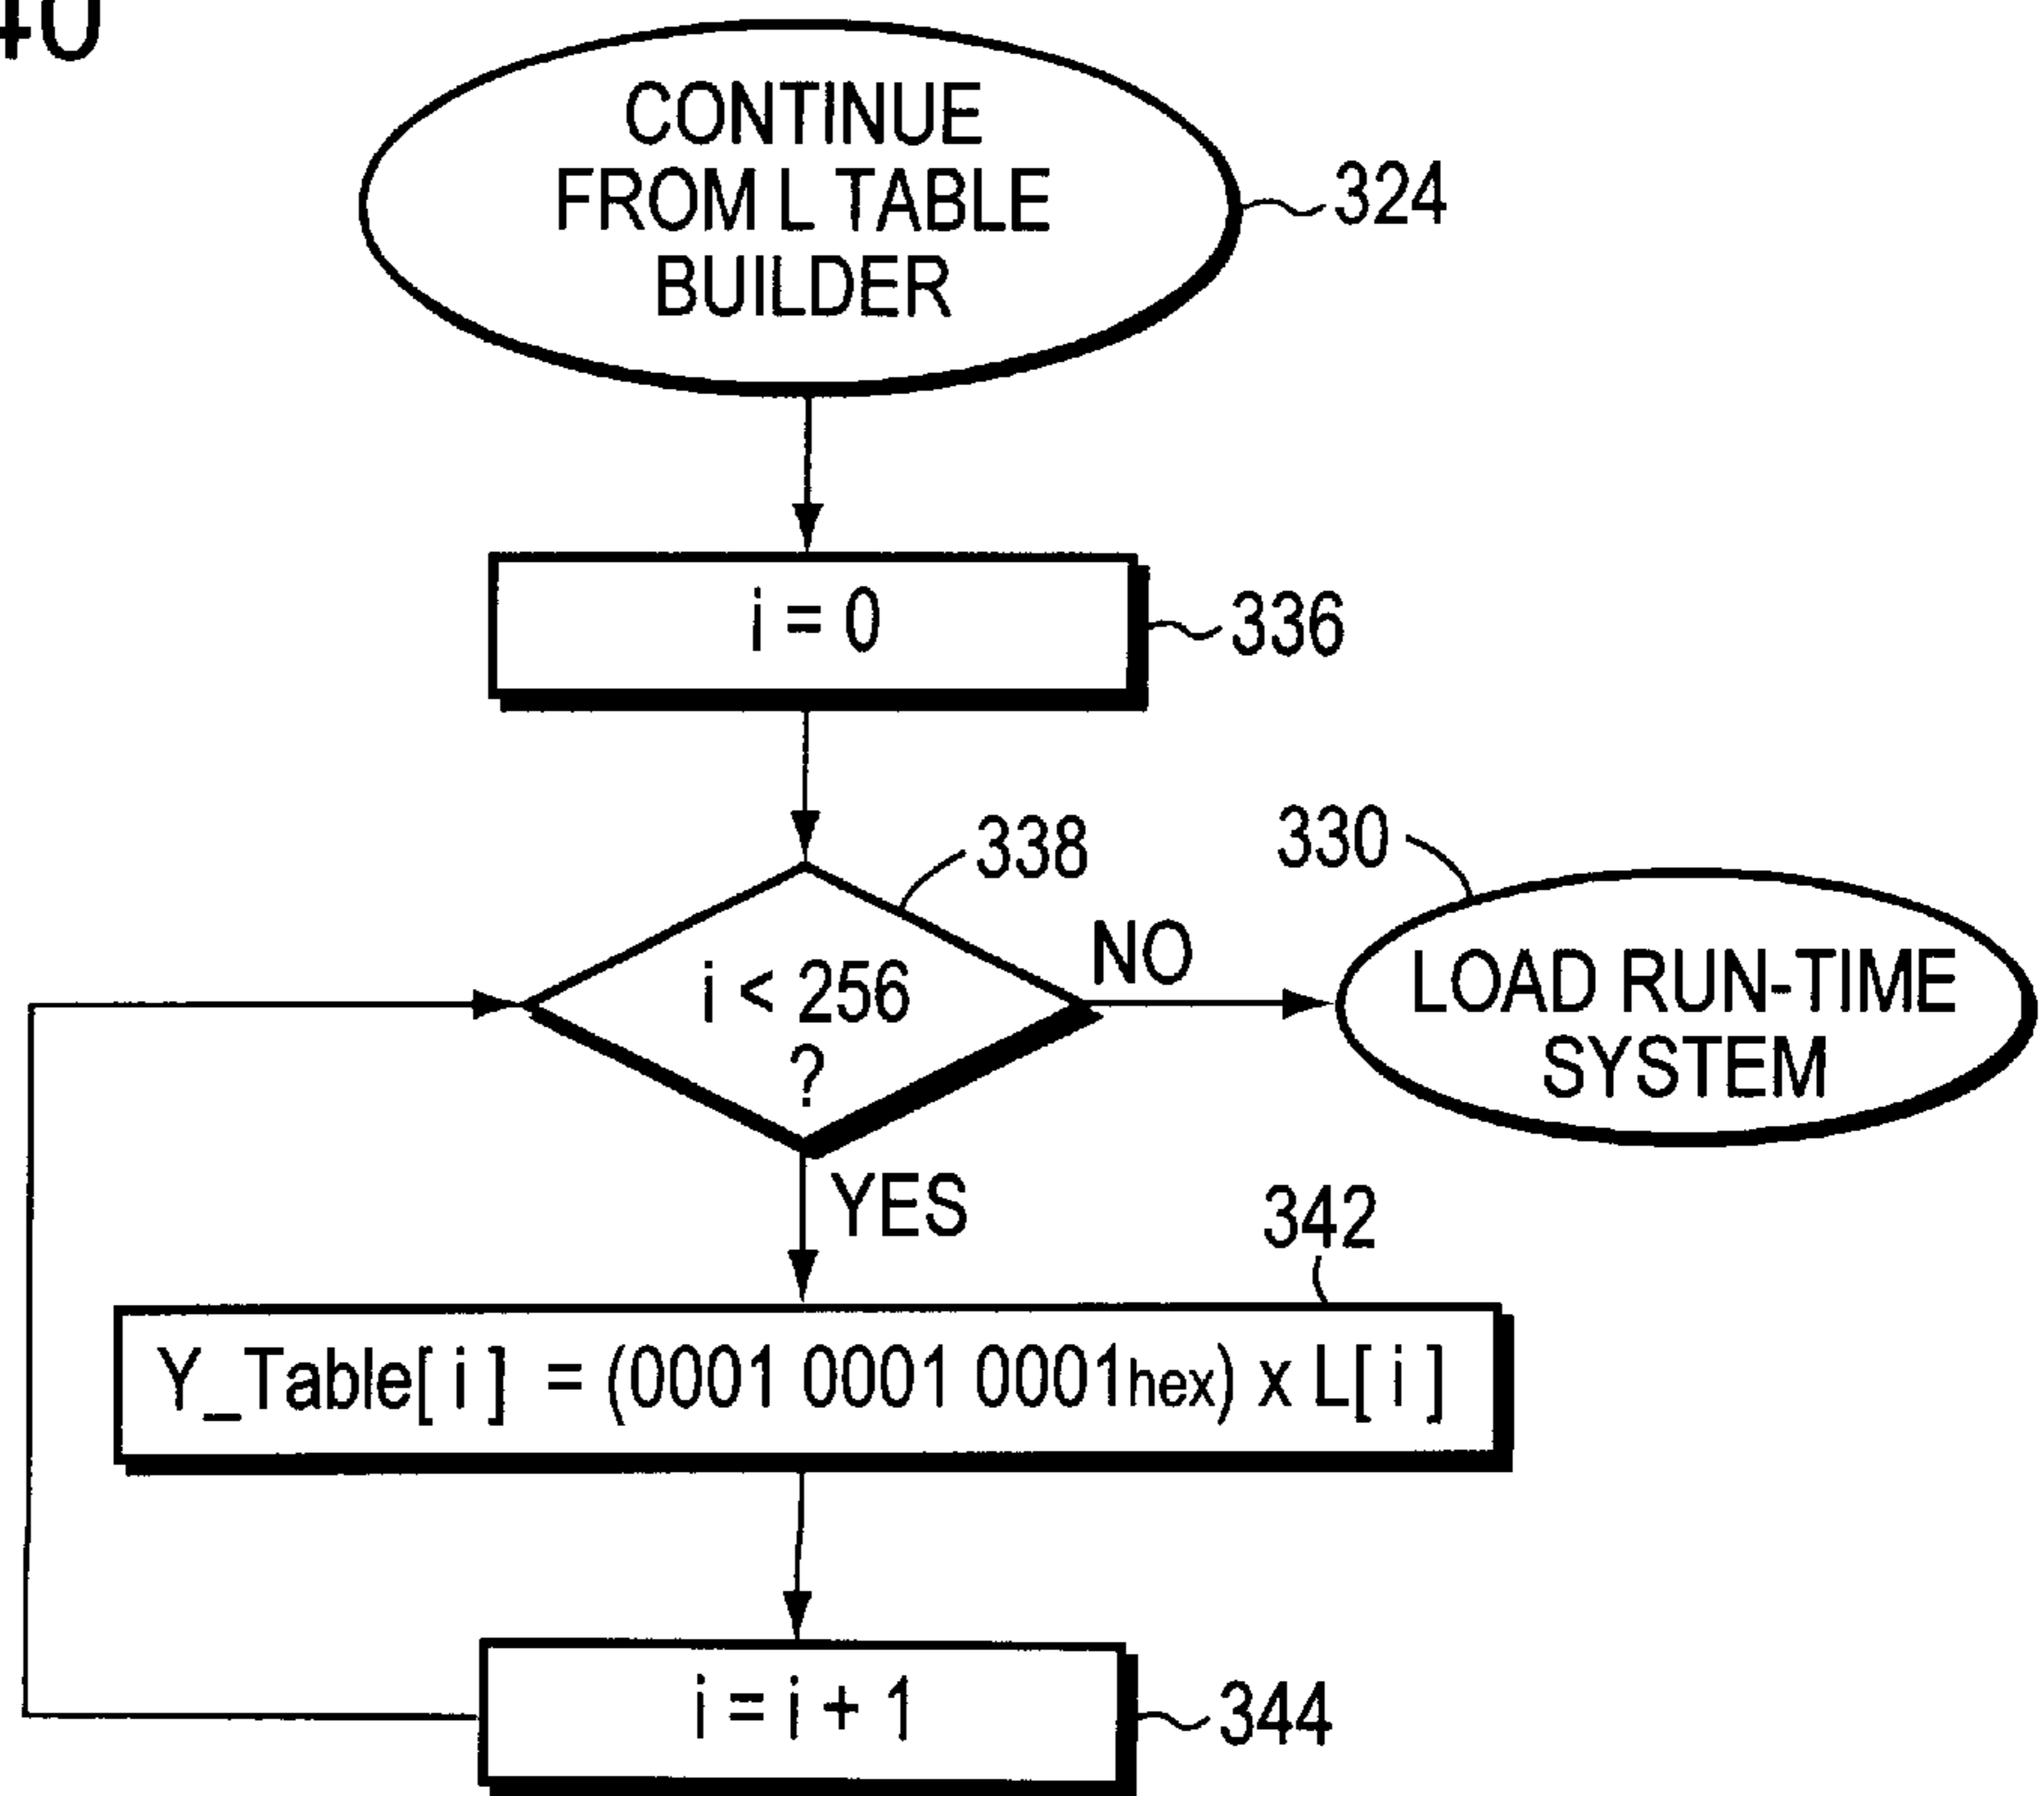 40
CONTINUE
FROM L TABLE
BUILDER
324
i = 0
336
338
330
i < 256
?
NO
LOAD RUN-TIME
SYSTEM
YES
342
Y_Table[ i ] = (0001 0001 0001hex) x L[ i ]
i = i + 1
344